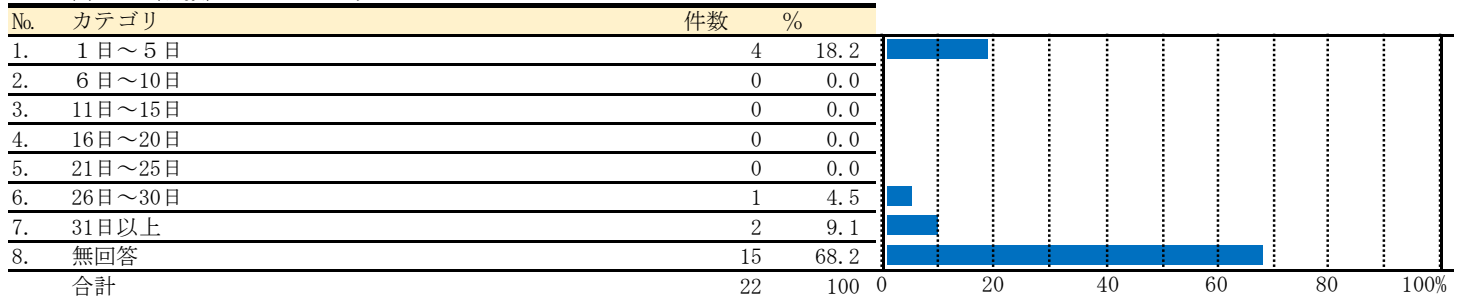 № カテゴリ 件数 %
1. １日～５日 4 18.2
2. ６日～10日 0 0.0
3. 11日～15日 0 0.0
4. 16日～20日 0 0.0
5. 21日～25日 0 0.0
6. 26日～30日 1 4.5
7. 31日以上 2 9.1
8. 無回答 15 68.2
合計 22 100 0 20 40 60 80 100%